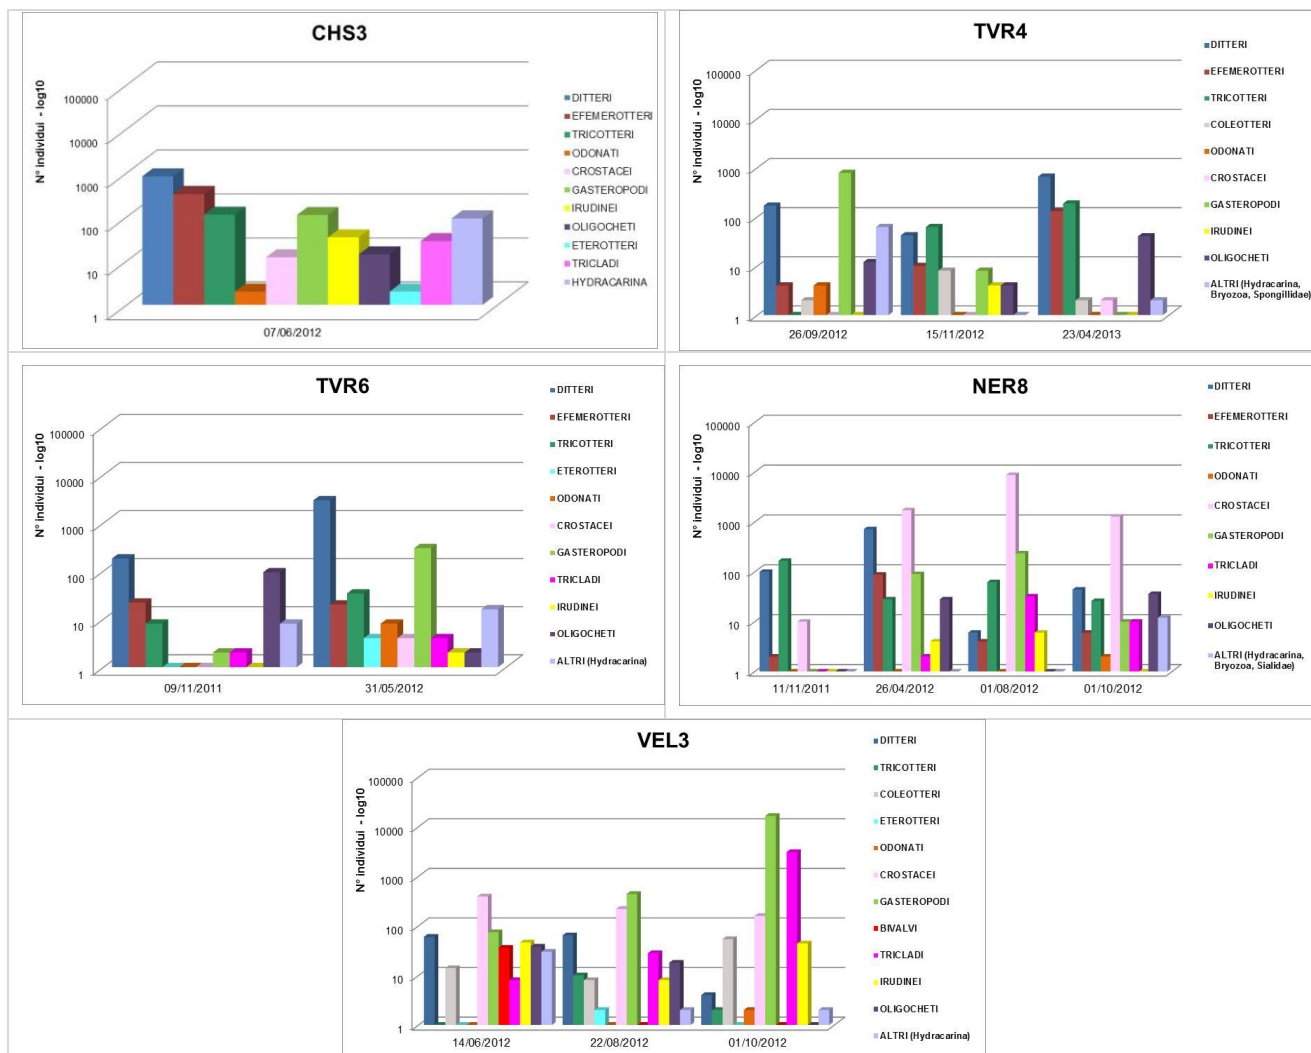 CHS3
N° individui - log10
100000
10000
1000
100
10
1
07/06/2012
DITTERI
EFEMEROTTERI
TRICOTTERI
ODONATI
CROSTACEI
GASTEROPODI
IRUDINEI
OLIGOCHETI
ETEROTTERI
TRICLADI
HYDRACARINA
TVR4
N° individui - log10
100000
10000
1000
100
10
1
26/09/2012
15/11/2012
23/04/2013
DITTERI
EFEMEROTTERI
TRICOTTERI
COLEOTTERI
ODONATI
CROSTACEI
GASTEROPODI
IRUDINEI
OLIGOCHETI
ALTRI (Hydracarina,
Bryozoa, Spongillidae)
TVR6
N° individui - log10
100000
10000
1000
100
10
1
09/11/2011
31/05/2012
DITTERI
EFEMEROTTERI
TRICOTTERI
ETEROTTERI
ODONATI
CROSTACEI
GASTEROPODI
TRICLADI
IRUDINEI
OLIGOCHETI
ALTRI (Hydracarina)
NER8
N° individui - log10
100000
10000
1000
100
10
1
11/11/2011
26/04/2012
01/08/2012
01/10/2012
DITTERI
EFEMEROTTERI
TRICOTTERI
ODONATI
CROSTACEI
GASTEROPODI
TRICLADI
IRUDINEI
OLIGOCHETI
ALTRI (Hydracarina,
Bryozoa, Sialidae)
VEL3
N° individui - log10
100000
10000
1000
100
10
1
14/06/2012
22/08/2012
01/10/2012
DITTERI
TRICOTTERI
COLEOTTERI
ETEROTTERI
ODONATI
CROSTACEI
GASTEROPODI
BIVALVI
TRICLADI
IRUDINEI
OLIGOCHETI
ALTRI (Hydracarina)